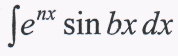 ∫e^{nx} sin bx dx